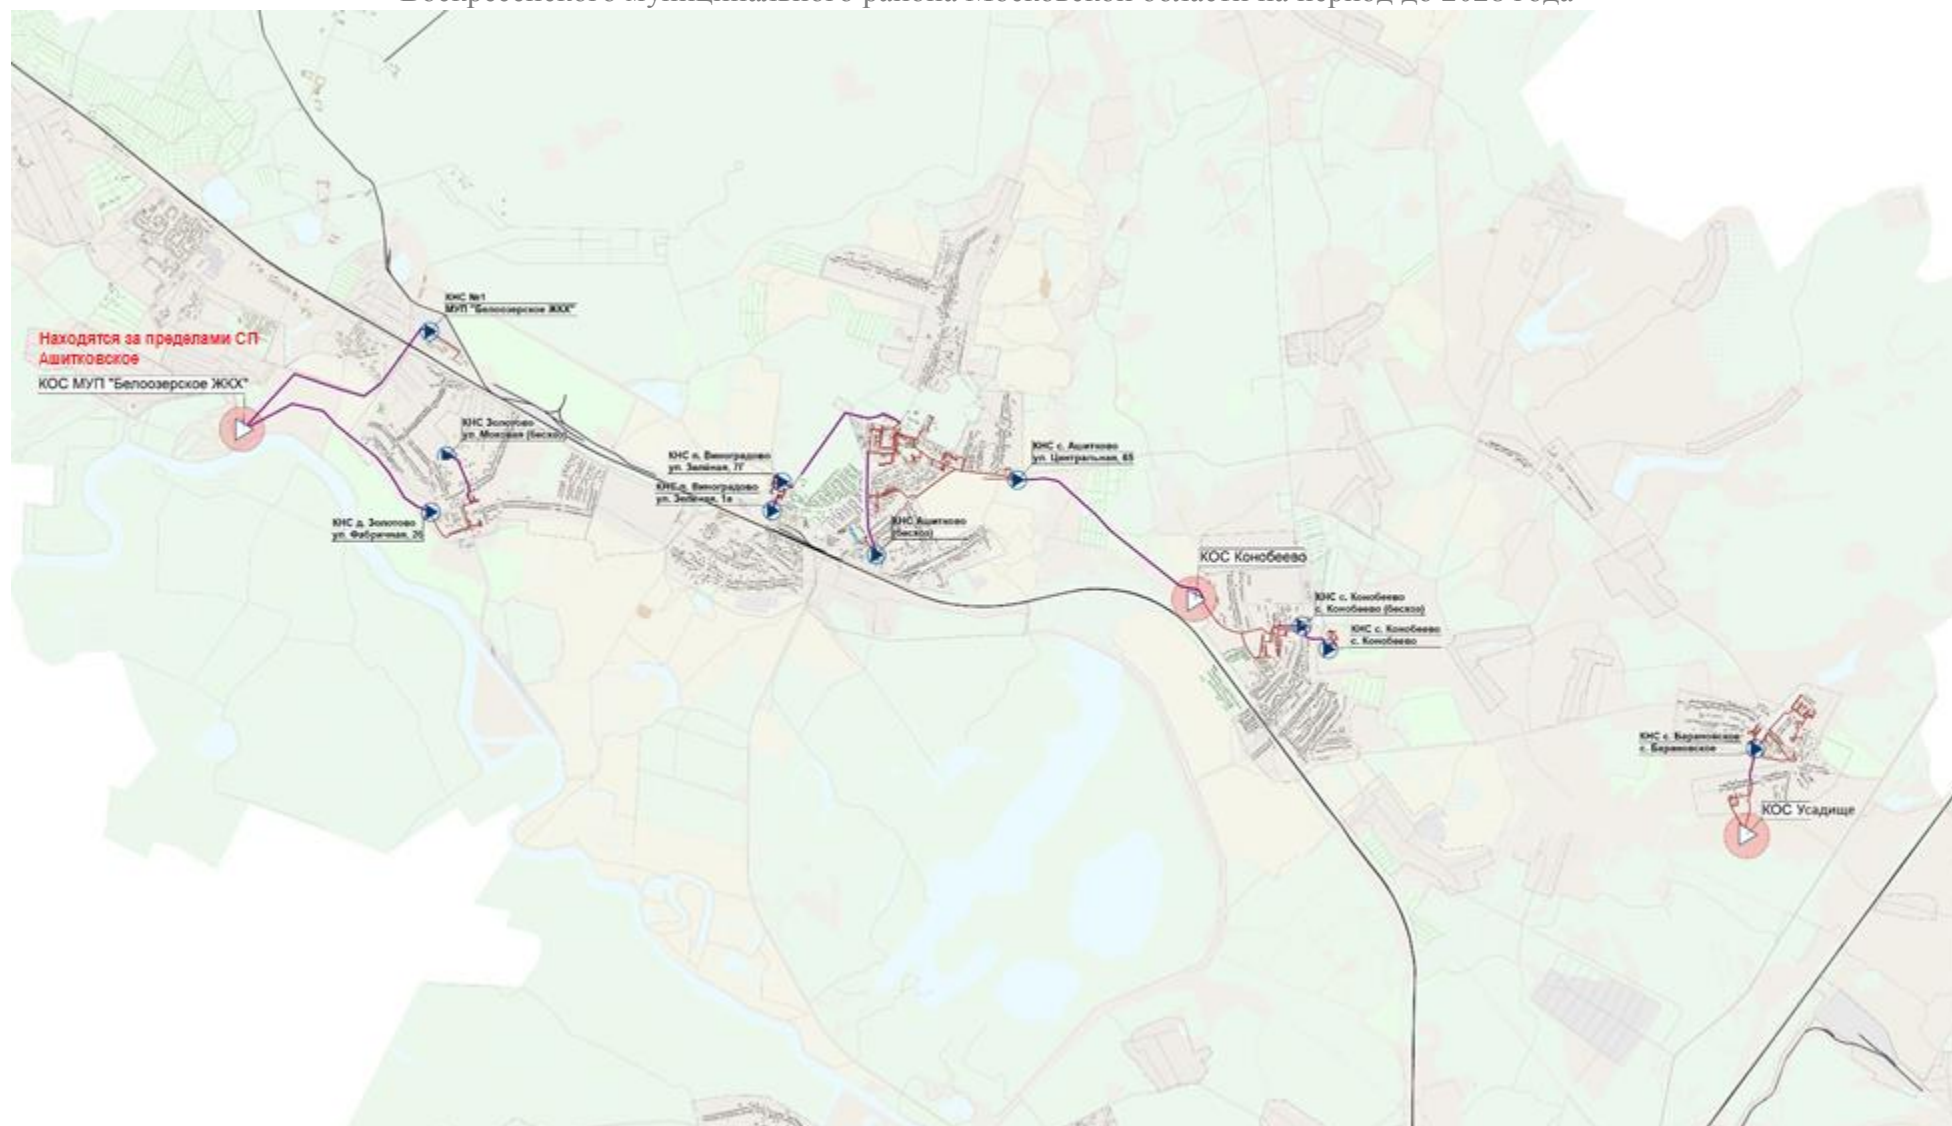 Воскресенского муниципального района Московской области на период до 2028 года
КНС №1
МУП "Белоозерское ЖКХ"
Находятся за пределами СП
Ашитковское
КОС МУП "Белоозерское ЖКХ"
КНС Золотово
ул. Моховая (бесхоз)
КНС д. Золотово
ул. Фабричная, 26
КНС п. Виноградово
ул. Зелёная, 7Г
КНС п. Виноградово
ул. Зелёная, 1а
КНС с. Ашитково
ул. Центральная, 65
КНС Ашитково
(бесхоз)
КОС Конобеево
КНС с. Конобеево
с. Конобеево (бесхоз)
КНС с. Конобеево
с. Конобеево
КНС с. Барановское
с. Барановское
КОС Усадище